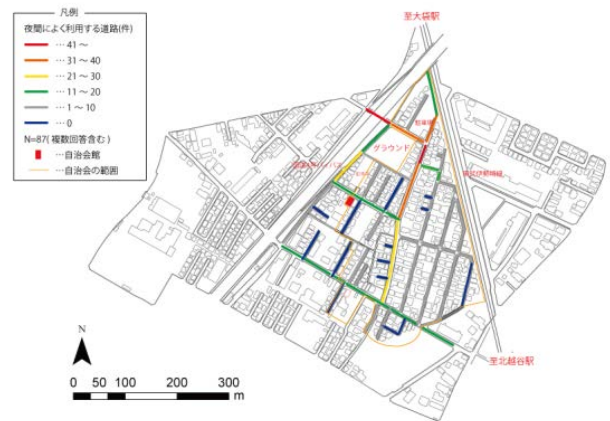 凡例
夜間によく利用する道路(件)
… 41 ～
… 31 ～ 40
… 21 ～ 30
… 11 ～ 20
… 1 ～ 10
… 0
N=87(複数回答含む)
…自治会館
…自治会の範囲
至大袋駅
グラウンド
至北越谷駅
N
0 50 100 200 300
m